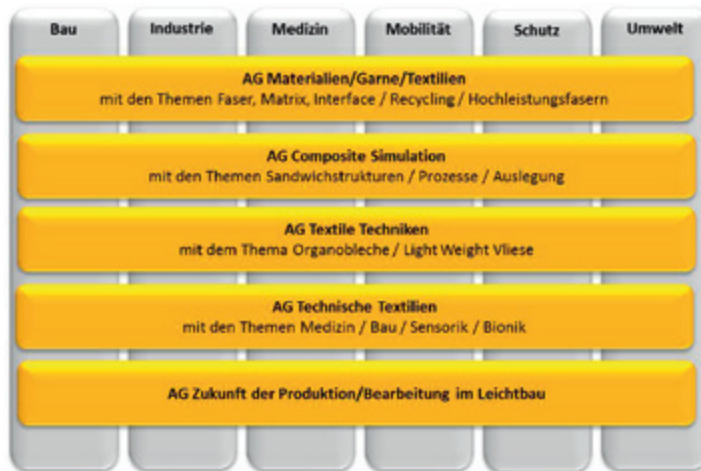 Bau Industrie Medizin Mobilität Schutz Umwelt
AG Materialien/Garne/Textilien
mit den Themen Faser, Matrix, Interface / Recycling / Hochleistungsfasern
AG Composite Simulation
mit den Themen Sandwichstrukturen / Prozesse / Auslegung
AG Textile Techniken
mit dem Thema Organobleche / Light Weight Vliese
AG Technische Textilien
mit den Themen Medizin / Bau / Sensorik / Bionik
AG Zukunft der Produktion/Bearbeitung im Leichtbau